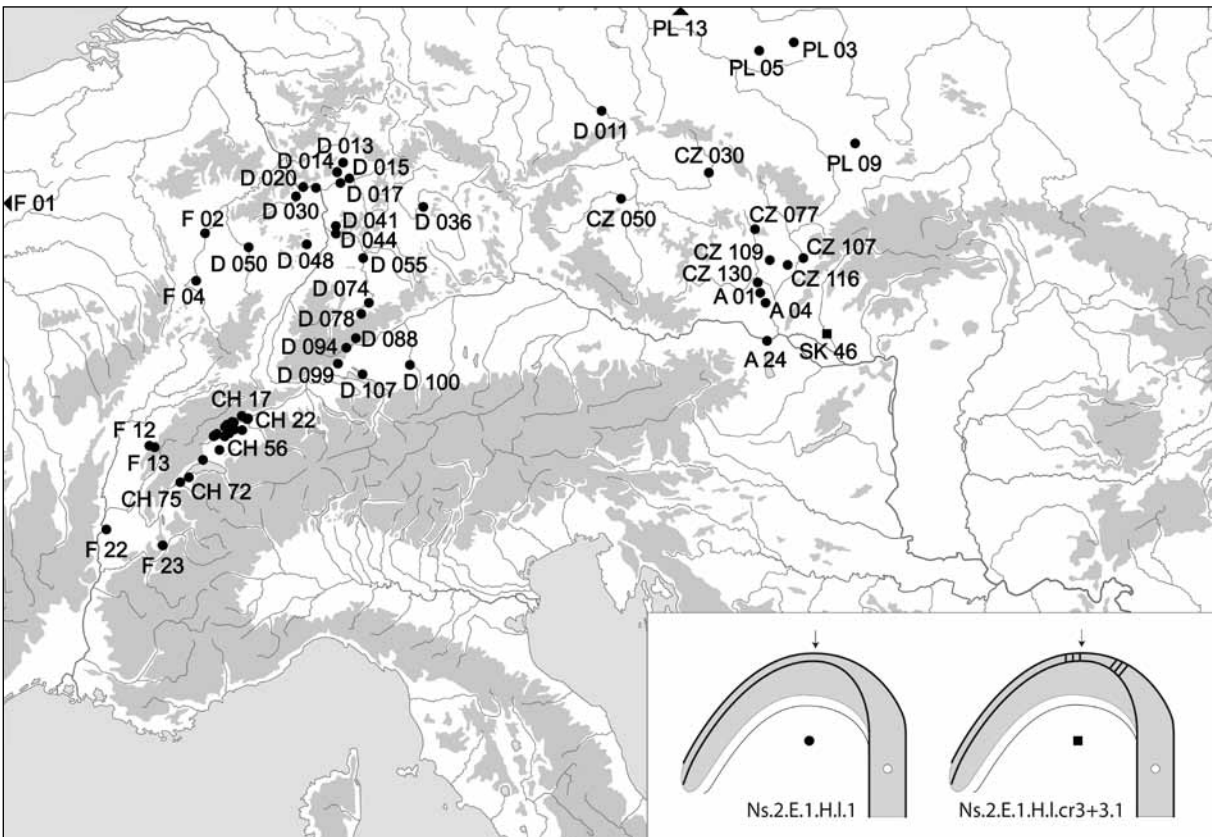 PL 13
PL 03
PL 05
D 011
D 013
D 014
D 015
CZ 030
PL 09
D 020
D 017
F 01
D 030
D 036
CZ 050
F 02
D 041
CZ 077
D 044
D 050
D 048
CZ 109
CZ 107
D 055
CZ 130
CZ 116
F 04
D 074
A 01
A 04
D 078
D 088
D 094
SK 46
A 24
D 099
D 107
D 100
CH 17
CH 22
F 12
CH 56
F 13
CH 72
CH 75
F 22
F 23
Ns.2.E.1.H.l.1
Ns.2.E.1.H.l.cr3+3.1